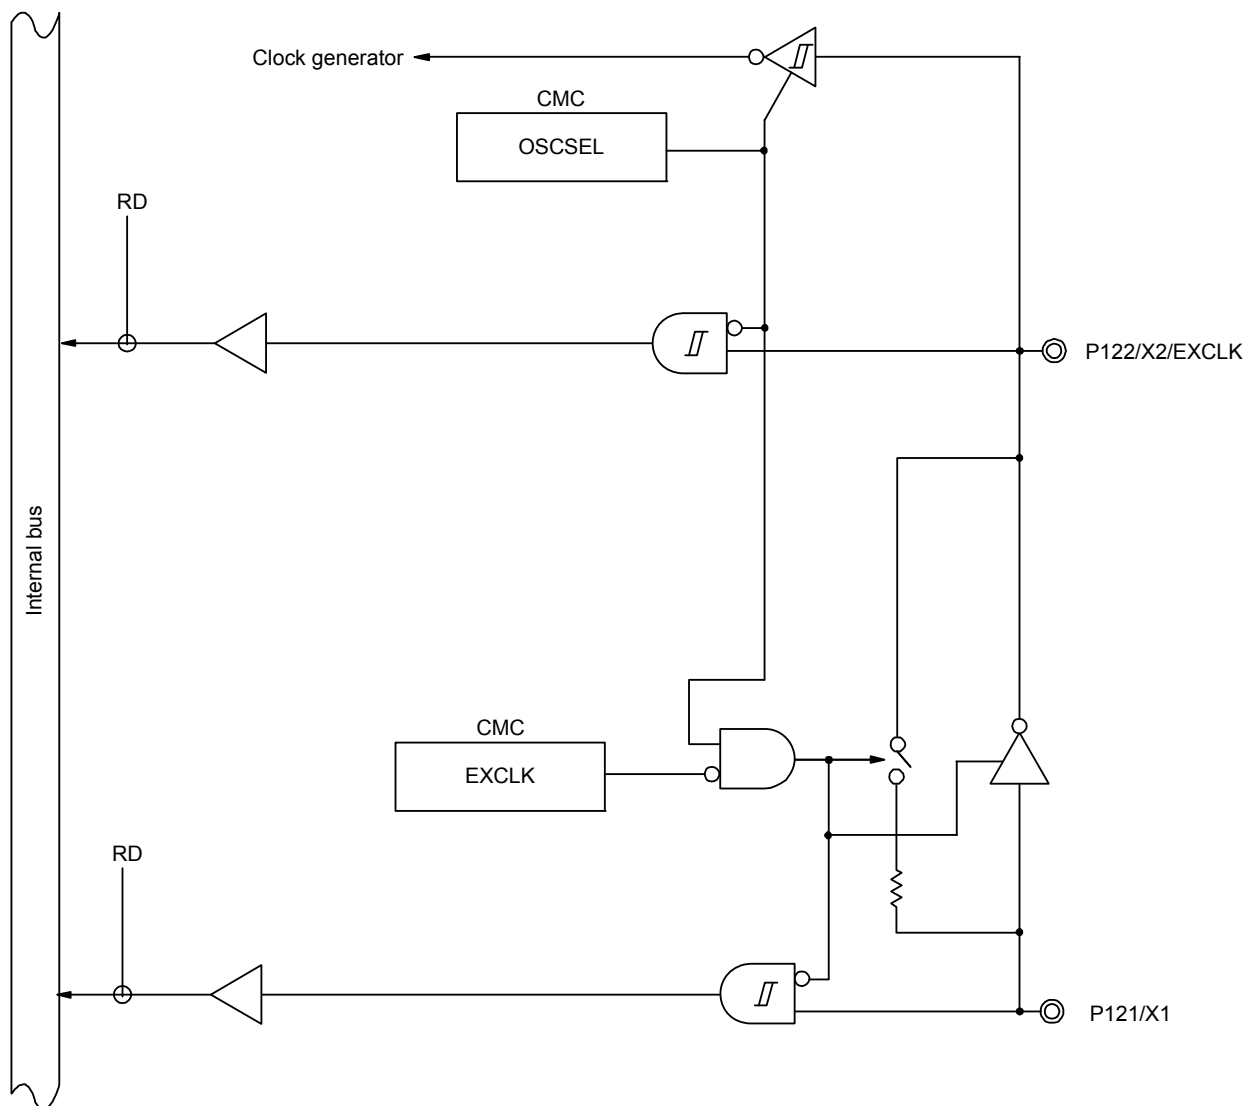 Clock generator
CMC
OSCSEL
RD
P122/X2/EXCLK
Internal bus
CMC
EXCLK
RD
P121/X1